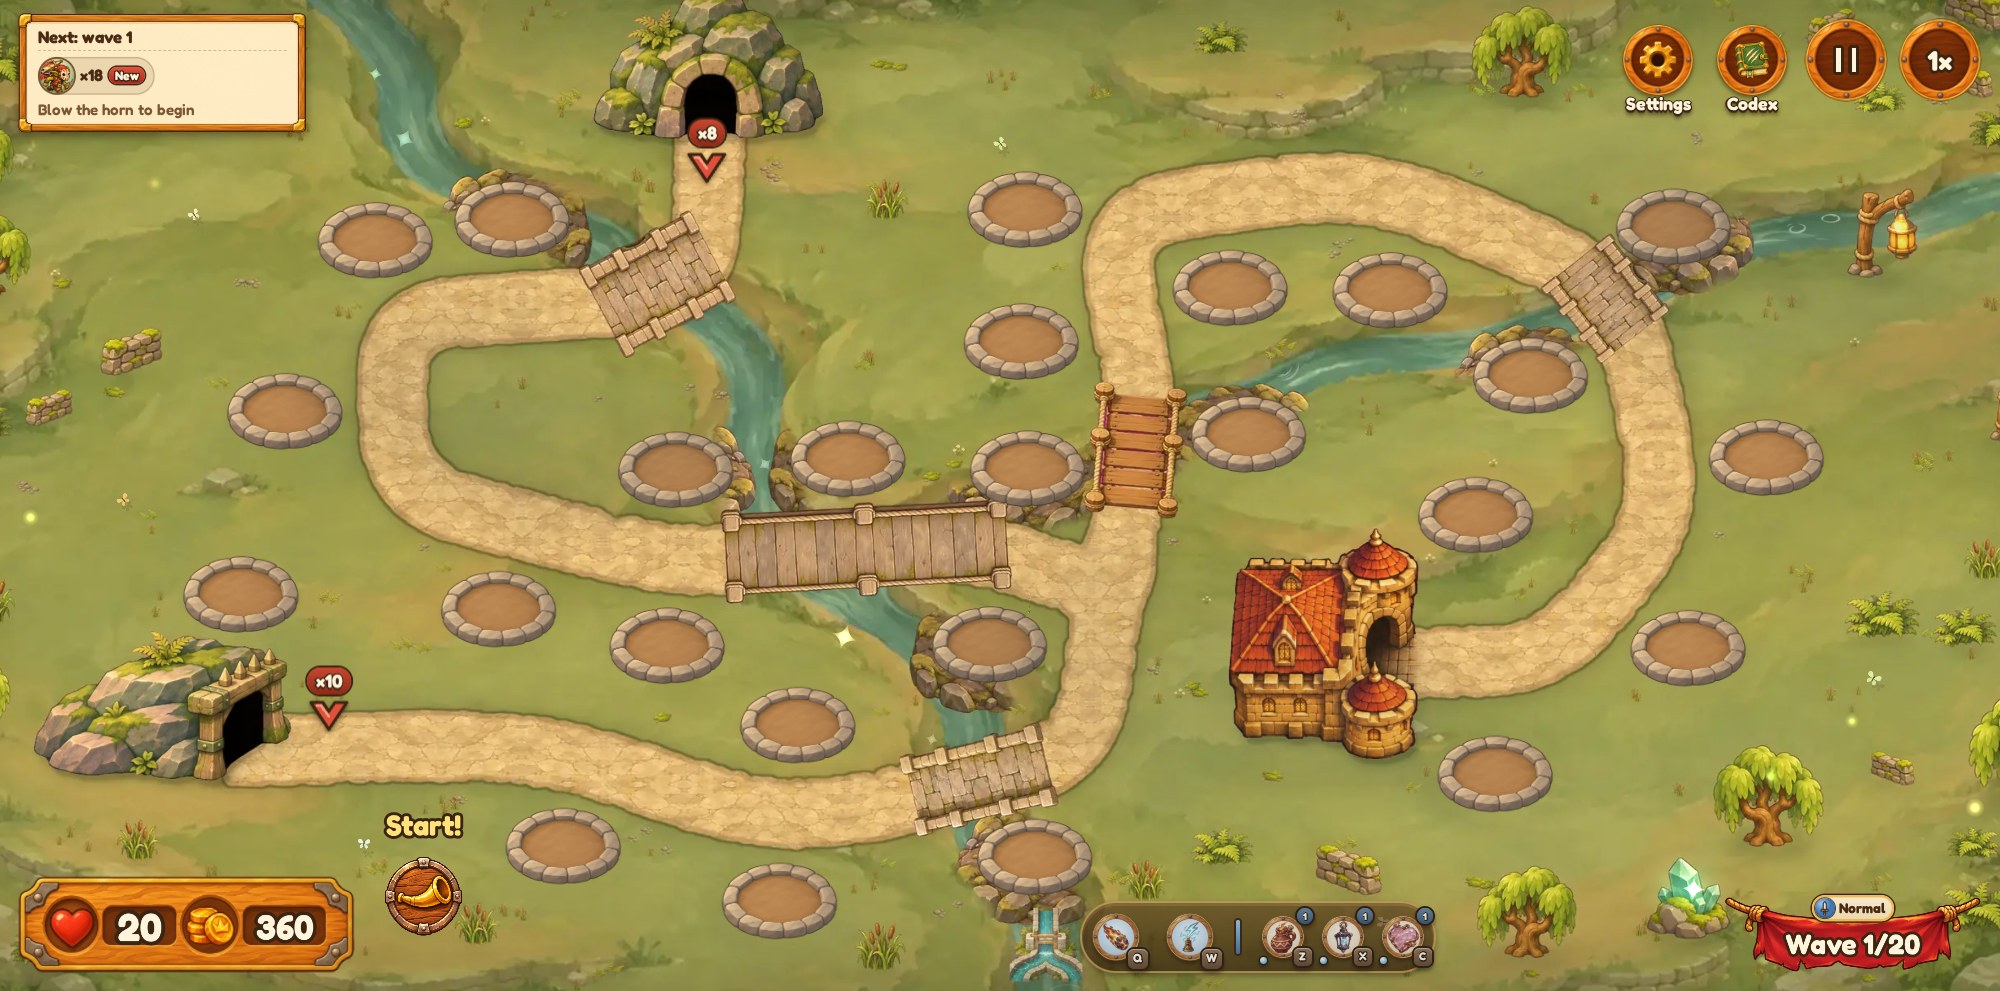 Next: wave 1
x18 New
Blow the horn to begin
x8
Settings
Codex
1x
x10
Start!
20
360
1
1
1
Q
W
Z
X
C
Normal
Wave 1/20